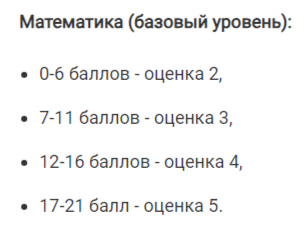 Математика (базовый уровень):
• 0-6 баллов - оценка 2,
• 7-11 баллов - оценка 3,
• 12-16 баллов - оценка 4,
• 17-21 балл - оценка 5.